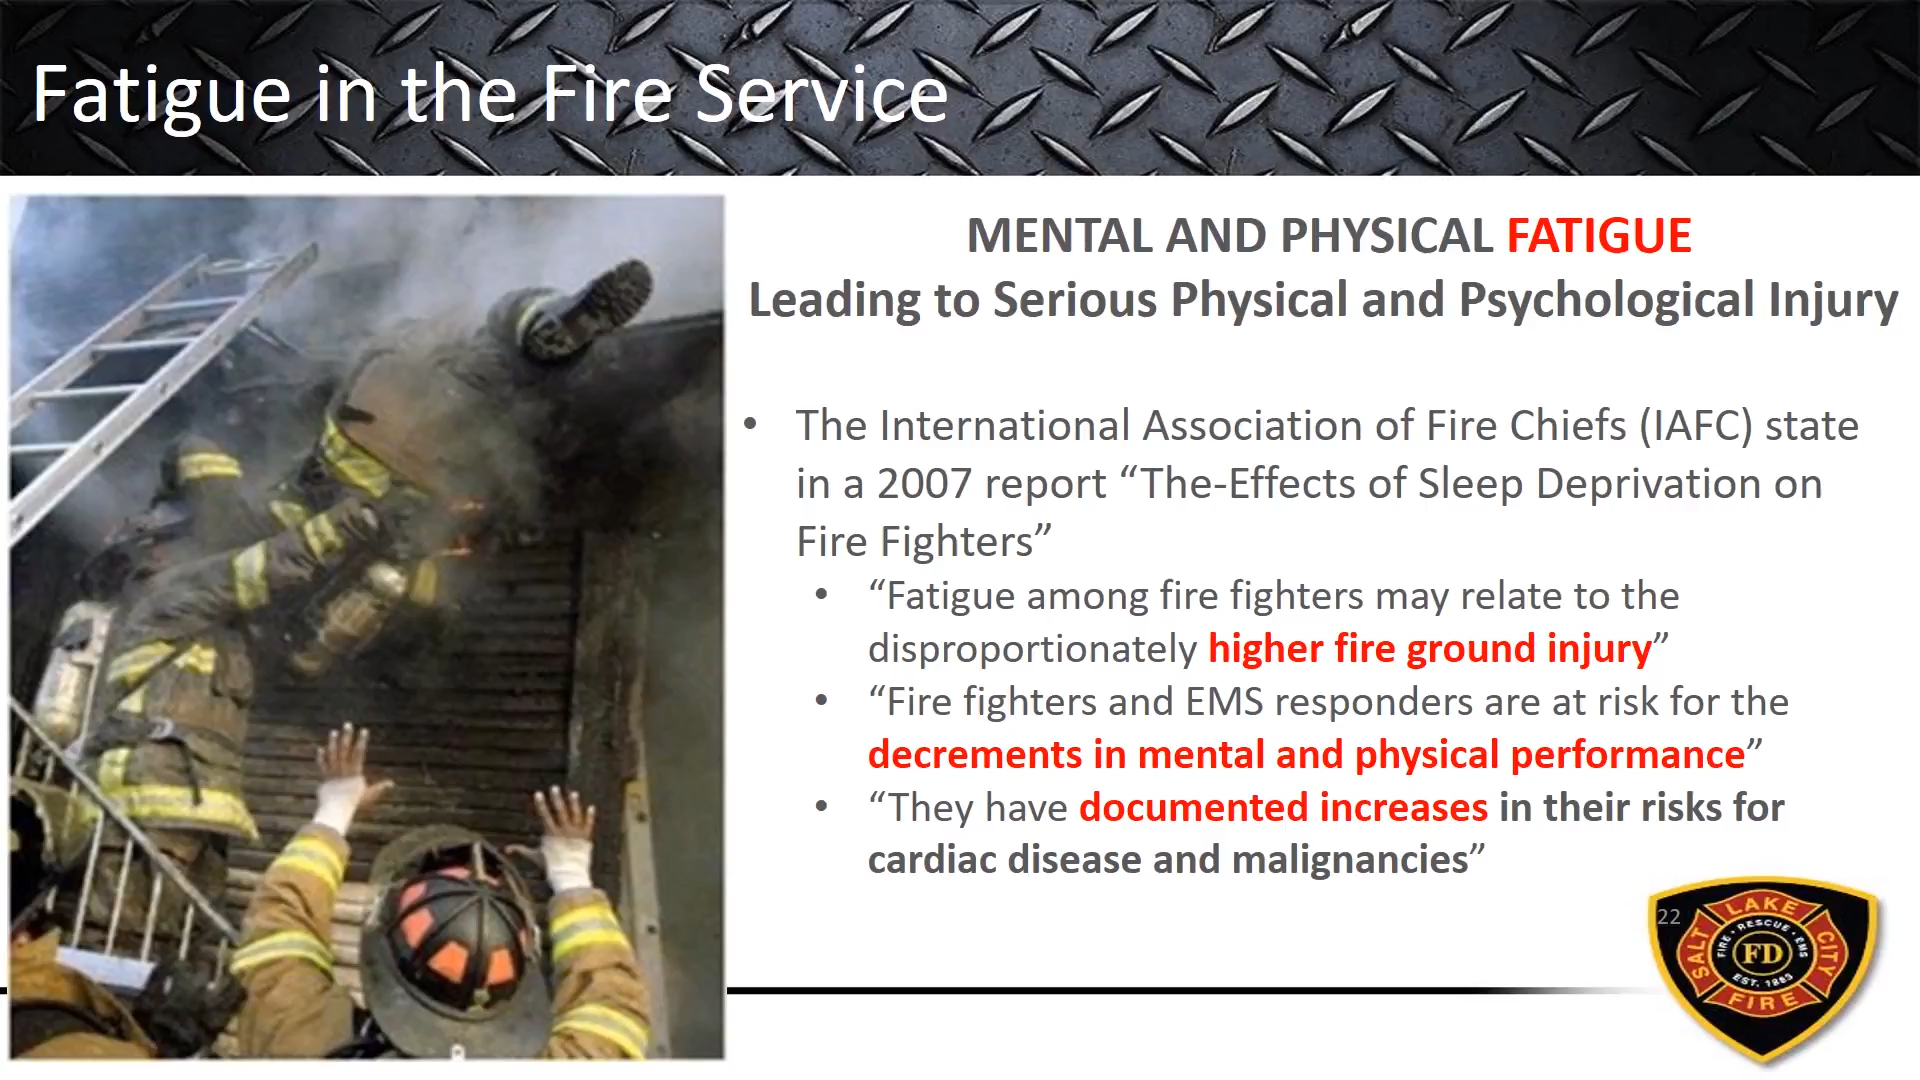 Fatigue in the Fire Service
MENTAL AND PHYSICAL FATIGUE
Leading to Serious Physical and Psychological Injury
• The International Association of Fire Chiefs (IAFC) state
in a 2007 report “The-Effects of Sleep Deprivation on
Fire Fighters”
• “Fatigue among fire fighters may relate to the
disproportionately higher fire ground injury”
• “Fire fighters and EMS responders are at risk for the
decrements in mental and physical performance”
• “They have documented increases in their risks for
cardiac disease and malignancies”
22
SALT LAKE CITY
FIRE • RESCUE • EMS
FD
EST. 1883
FIRE